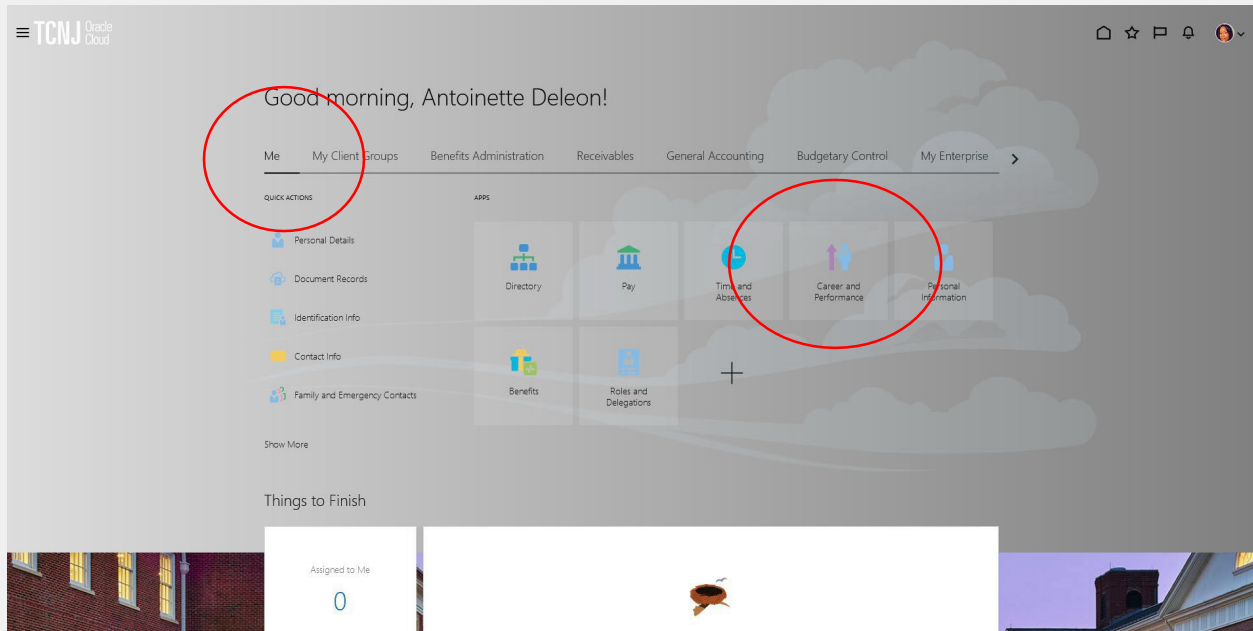 TCNJ Oracle Cloud
Good morning, Antoinette Deleon!
Me My Client Groups Benefits Administration Receivables General Accounting Budgetary Control My Enterprise
QUICK ACTIONS
Personal Details
Document Records
Identification Info
Contact Info
Family and Emergency Contacts
Show More
APPS
Directory
Pay
Time and
Absences
Career and
Performance
Personal
Information
Benefits
Roles and
Delegations
Things to Finish
Assigned to Me
0